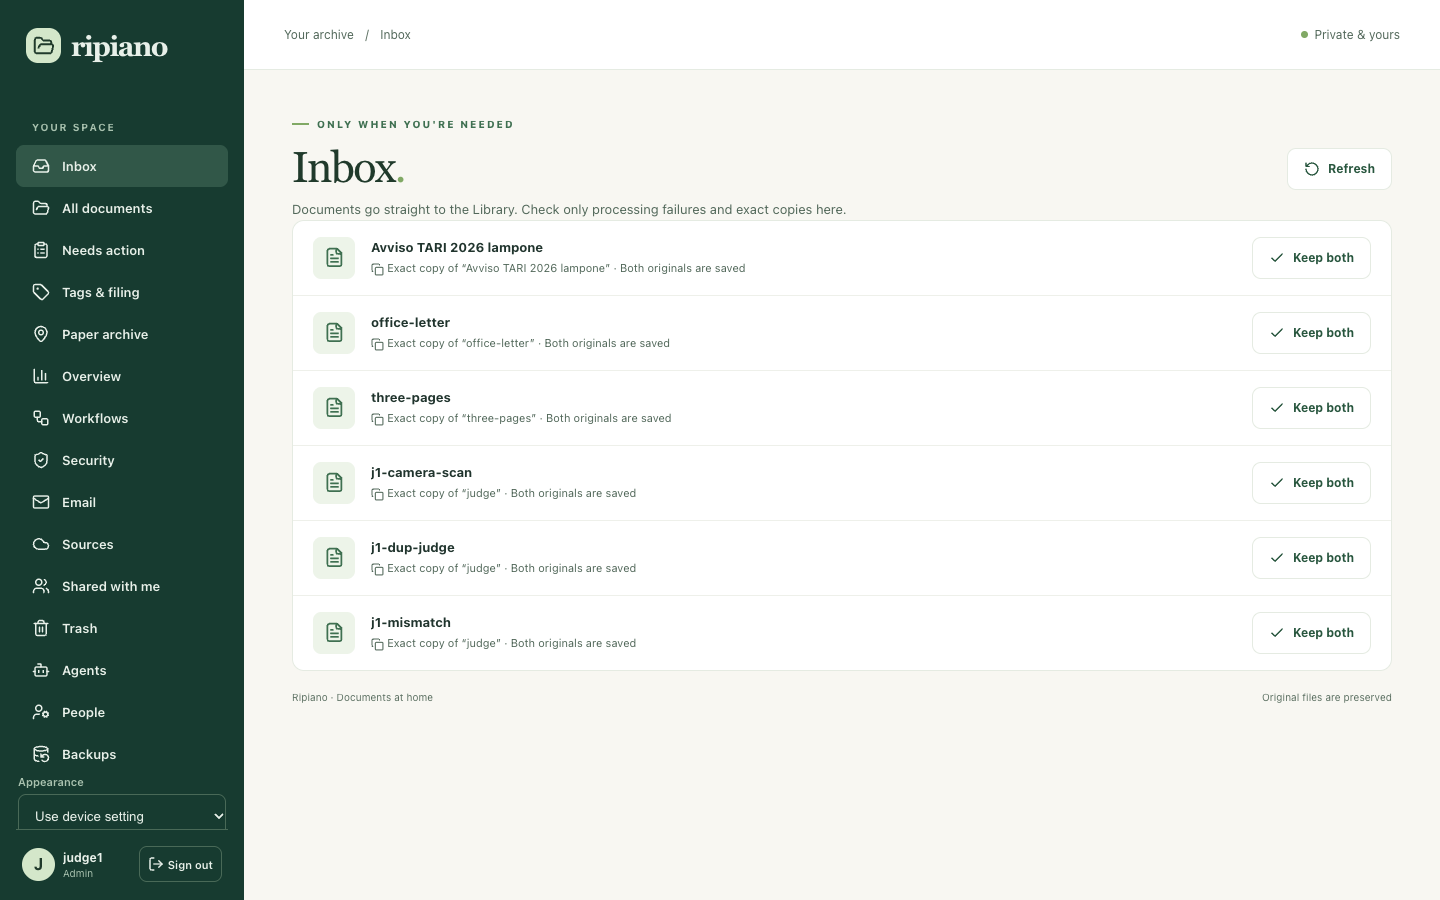 ripiano
YOUR SPACE
Inbox
All documents
Needs action
Tags & filing
Paper archive
Overview
Workflows
Security
Email
Sources
Shared with me
Trash
Agents
People
Backups
Appearance
Use device setting
J
judge1
Admin
Sign out
Your archive / Inbox
Private & yours
ONLY WHEN YOU'RE NEEDED
Inbox.
Refresh
Documents go straight to the Library. Check only processing failures and exact copies here.
Avviso TARI 2026 lampone
Exact copy of “Avviso TARI 2026 lampone” · Both originals are saved
Keep both
office-letter
Exact copy of “office-letter” · Both originals are saved
Keep both
three-pages
Exact copy of “three-pages” · Both originals are saved
Keep both
j1-camera-scan
Exact copy of “judge” · Both originals are saved
Keep both
j1-dup-judge
Exact copy of “judge” · Both originals are saved
Keep both
j1-mismatch
Exact copy of “judge” · Both originals are saved
Keep both
Ripiano · Documents at home
Original files are preserved